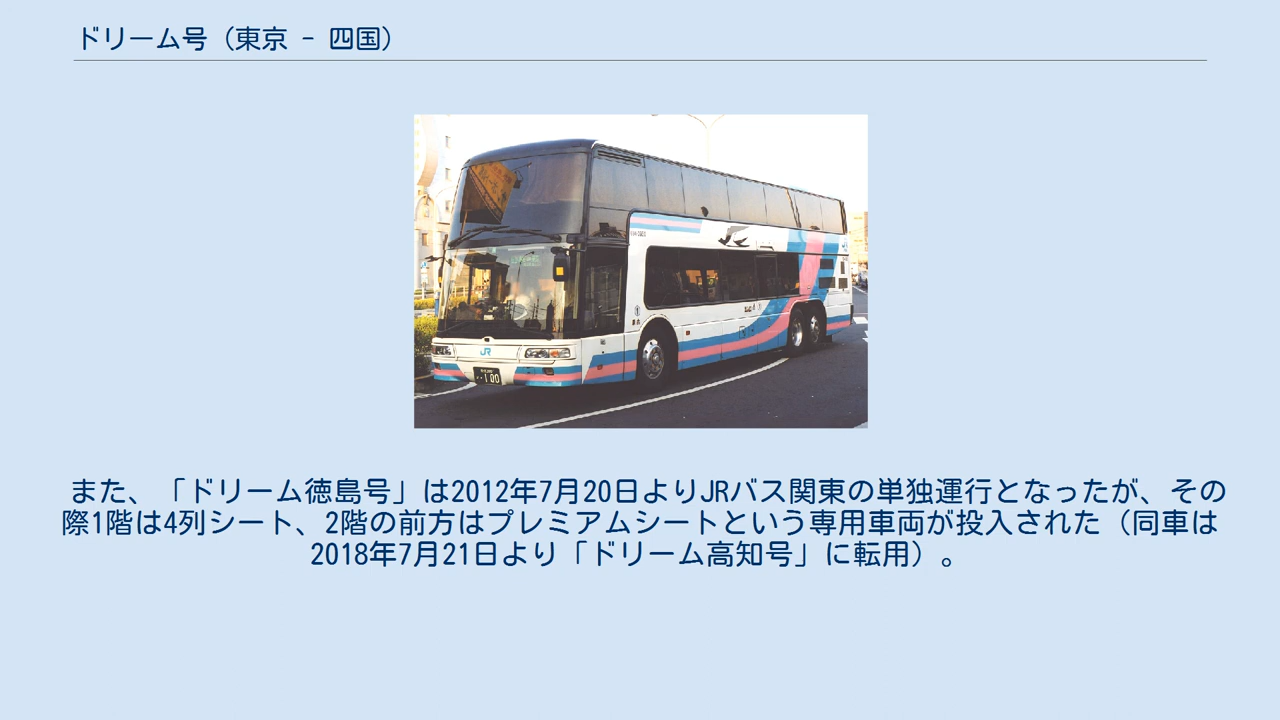 ドリーム号（東京 - 四国）
JR
100
また、「ドリーム徳島号」は2012年7月20日よりJRバス関東の単独運行となったが、その
際1階は4列シート、2階の前方はプレミアムシートという専用車両が投入された（同車は
2018年7月21日より「ドリーム高知号」に転用）。